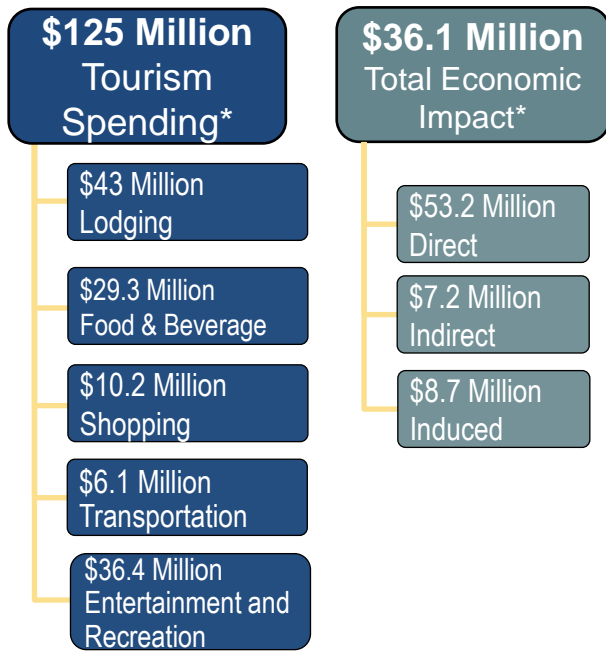 $125 Million
Tourism
Spending*
$43 Million
Lodging
$29.3 Million
Food & Beverage
$10.2 Million
Shopping
$6.1 Million
Transportation
$36.4 Million
Entertainment and
Recreation
$36.1 Million
Total Economic
Impact*
$53.2 Million
Direct
$7.2 Million
Indirect
$8.7 Million
Induced